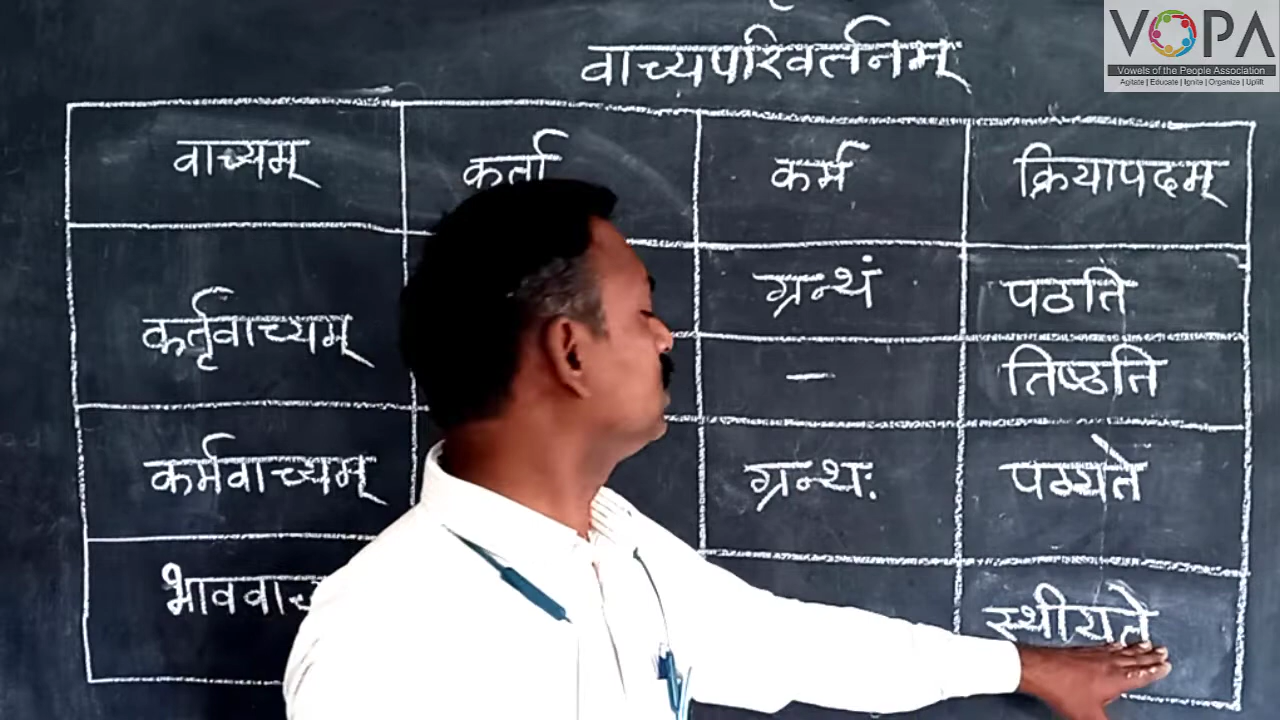 VOPA
Vowels of the People Association
Agitate | Educate | Ignite | Organize | Uplift
वाच्यपरिवर्तनम्
वाच्यम् कर्ता कर्म क्रियापदम्
कर्तृवाच्यम् ग्रन्थं पठति
– तिष्ठति
कर्मवाच्यम् ग्रन्थः पठ्यते
स्थीयते